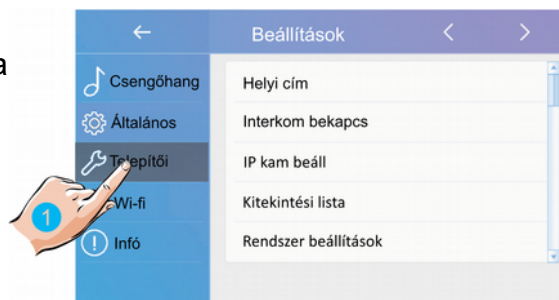 a
Beállítások
Csengőhang
Általános
Telepítői
Wi-fi
Infó
Helyi cím
Interkom bekapcs
IP kam beáll
Kitekintési lista
Rendszer beállítások
1